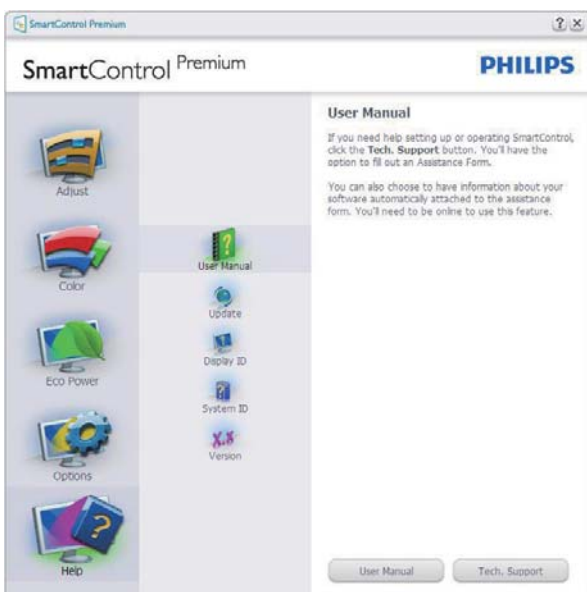 SmartControl Premium
SmartControl Premium
PHILIPS
Adjust
Color
Eco Power
Options
Help
User Manual
Update
Display ID
System ID
X.X
Version
User Manual
If you need help setting up or operating SmartControl,
click the Tech. Support button. You'll have the
option to fill out an Assistance Form.
You can also choose to have information about your
software automatically attached to the assistance
form. You'll need to be online to use this feature.
User Manual
Tech. Support